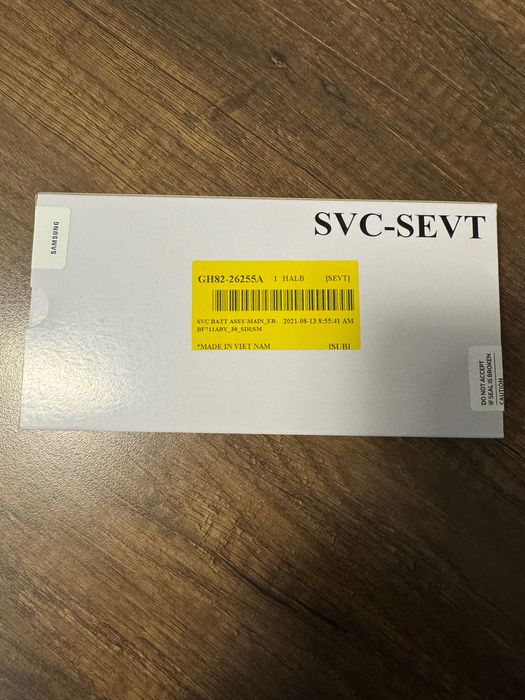 SVC-SEVT
SAMSUNG
GH82-26255A 1 HALB [SEVT]
SVC BATT ASSY-MAIN_EB- 2021-08-13 8:55:41 AM
BF711ABY_30_SDI;SM
*MADE IN VIET NAM [SUB]
DO NOT ACCEPT
IF SEAL IS BROKEN
CAUTION